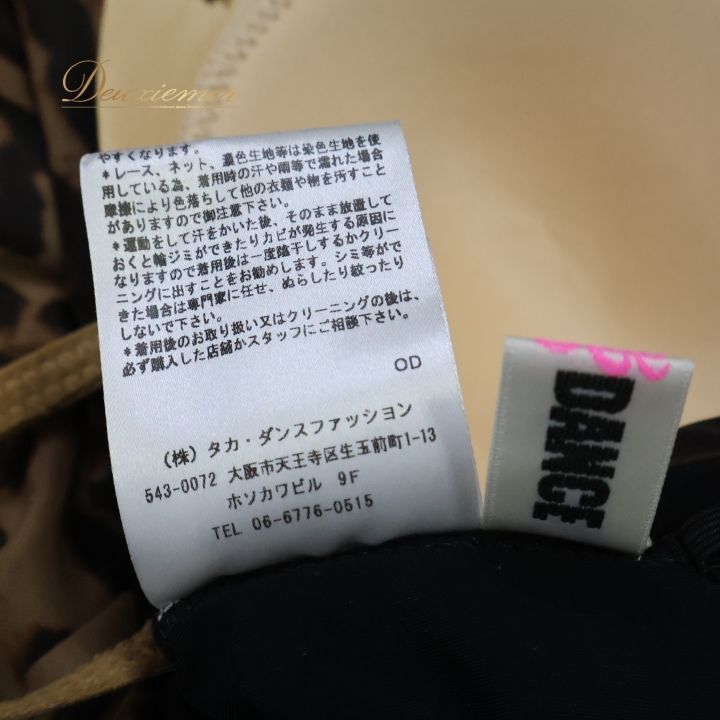 Deuxiemer
やすくなります。
*レース、ネット、濃色生地等は染色生地を使
用している為、着用時の汗や雨等で濡れた場合
摩擦により色落ちして他の衣類や物を汚すこと
がありますので御注意下さい。
*運動をして汗をかいた後、そのまま放置して
おくと輪ジミができたりカビが発生する原因に
なりますので着用後は一度陰干しするかクリー
ニングに出すことをお勧めします。シミ等がで
きた場合は専門家に任せ、ぬらしたり絞ったり
しないで下さい。
*着用後のお取り扱い又はクリーニングの後は、
必ず購入した店舗かスタッフにご相談下さい。
OD
(株) タカ・ダンスファッション
543-0072 大阪市天王寺区生玉前町1-13
ホソカワビル 9F
TEL 06-6776-0515
DANCE